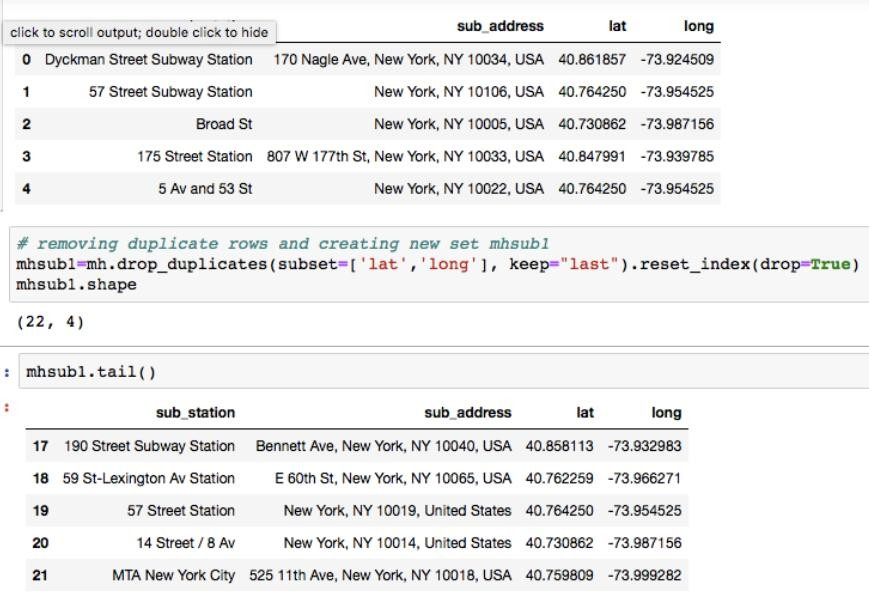 sub_address lat long
click to scroll output; double click to hide
0 Dyckman Street Subway Station 170 Nagle Ave, New York, NY 10034, USA 40.861857 -73.924509
1 57 Street Subway Station New York, NY 10106, USA 40.764250 -73.954525
2 Broad St New York, NY 10005, USA 40.730862 -73.987156
3 175 Street Station 807 W 177th St, New York, NY 10033, USA 40.847991 -73.939785
4 5 Av and 53 St New York, NY 10022, USA 40.764250 -73.954525
# removing duplicate rows and creating new set mhsub1
mhsub1=mh.drop_duplicates(subset=['lat','long'], keep="last").reset_index(drop=True)
mhsub1.shape
(22, 4)
: mhsub1.tail()
:
sub_station sub_address lat long
17 190 Street Subway Station Bennett Ave, New York, NY 10040, USA 40.858113 -73.932983
18 59 St-Lexington Av Station E 60th St, New York, NY 10065, USA 40.762259 -73.966271
19 57 Street Station New York, NY 10019, United States 40.764250 -73.954525
20 14 Street / 8 Av New York, NY 10014, United States 40.730862 -73.987156
21 MTA New York City 525 11th Ave, New York, NY 10018, USA 40.759809 -73.999282